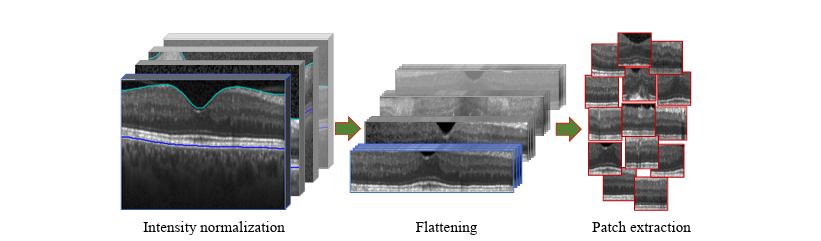 Intensity normalization
Flattening
Patch extraction